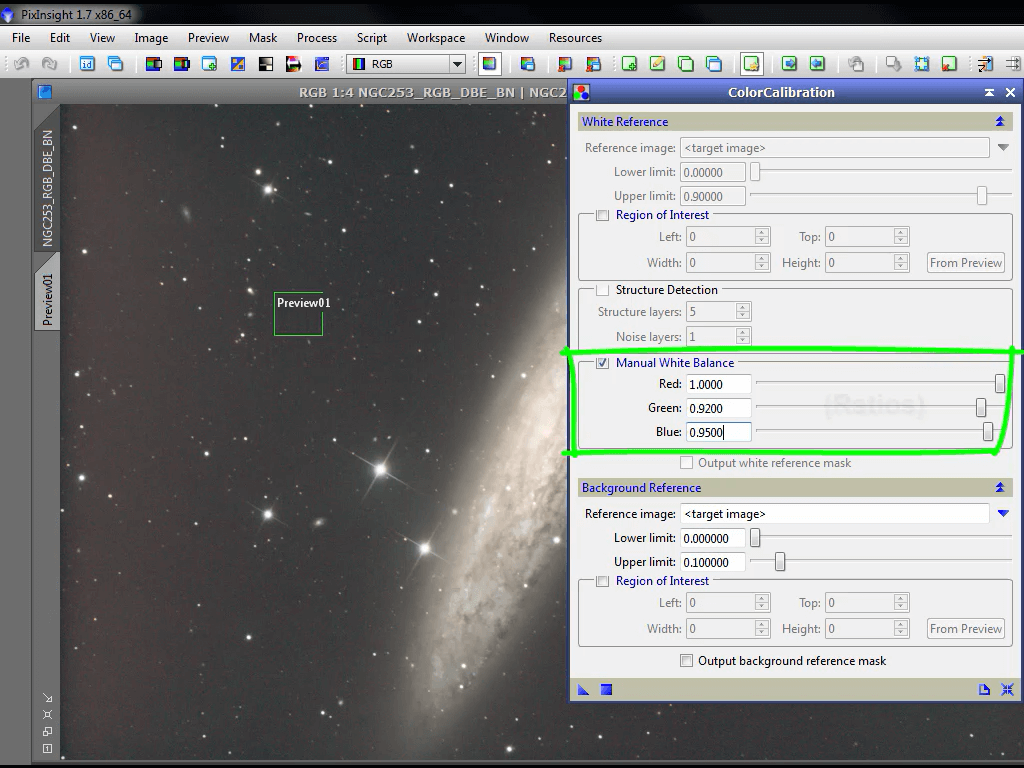 PixInsight 1.7 x86_64
File Edit View Image Preview Mask Process Script Workspace Window Resources
id RGB
RGB 1:4 NGC253_RGB_DBE_BN | NGC2
NGC253_RGB_DBE_BN
Preview01
Preview01
ColorCalibration
White Reference
Reference image: <target image>
Lower limit: 0.00000
Upper limit: 0.90000
Region of Interest
Left: 0 Top: 0
Width: 0 Height: 0 From Preview
Structure Detection
Structure layers: 5
Noise layers: 1
Manual White Balance
Red: 1.0000
Green: 0.9200 (Ratios)
Blue: 0.9500
Output white reference mask
Background Reference
Reference image: <target image>
Lower limit: 0.000000
Upper limit: 0.100000
Region of Interest
Left: 0 Top: 0
Width: 0 Height: 0 From Preview
Output background reference mask